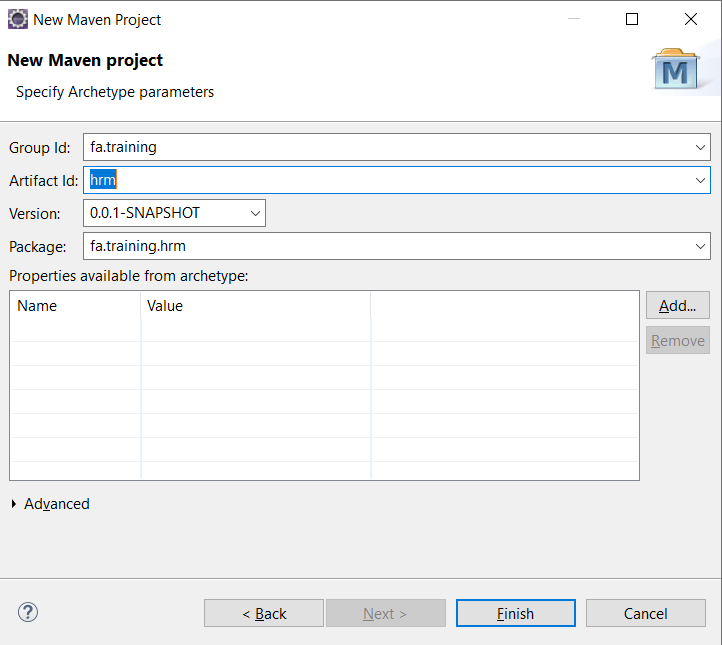 New Maven Project
New Maven project
Specify Archetype parameters
M
Group Id: fa.training
Artifact Id: hrm
Version: 0.0.1-SNAPSHOT
Package: fa.training.hrm
Properties available from archetype:
Name Value
Add...
Remove
Advanced
? < Back Next > Finish Cancel